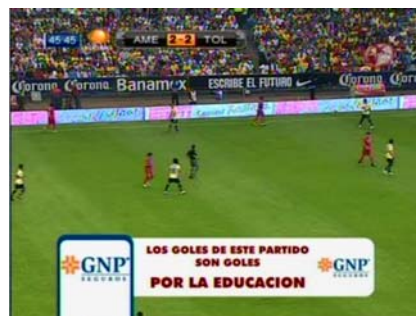 45:45 AME 2-2 TOL
Corona Corona Banamex ESCRIBE EL FUTURO Corona Corona
LOS GOLES DE ESTE PARTIDO
SON GOLES
POR LA EDUCACION
GNP
SEGUROS
GNP
SEGUROS